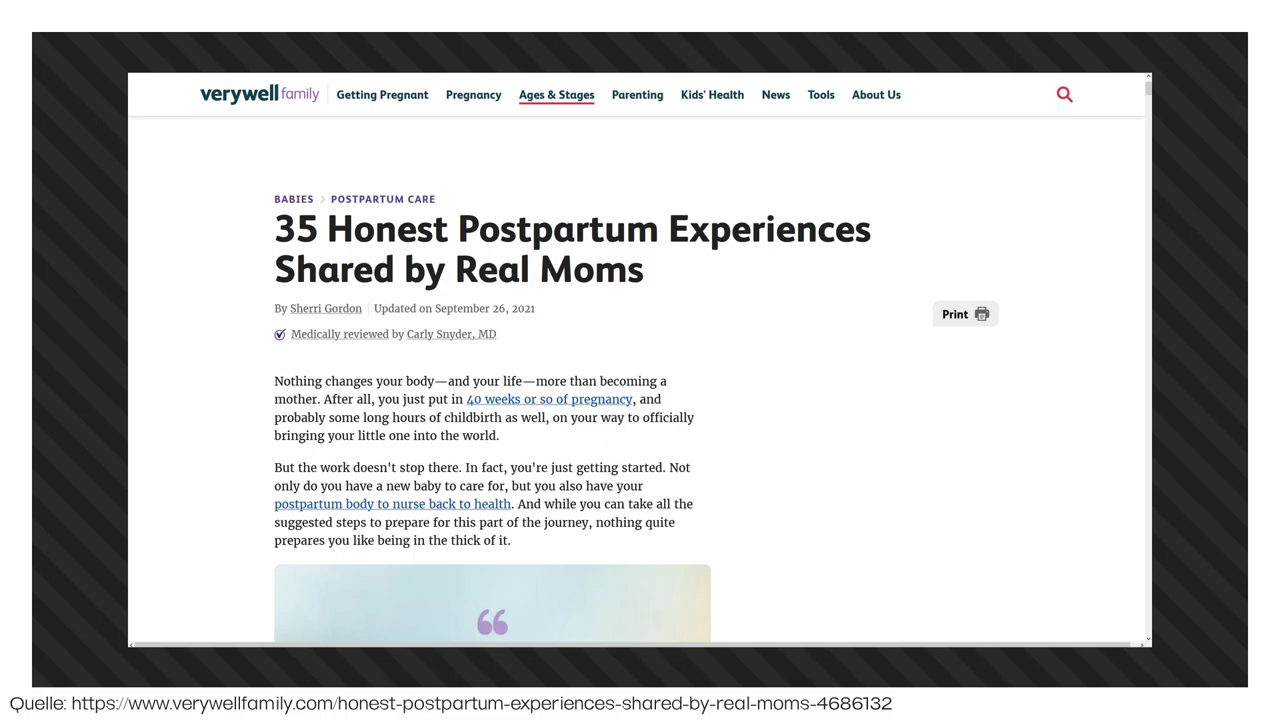 verywell family Getting Pregnant Pregnancy Ages & Stages Parenting Kids' Health News Tools About Us
BABIES > POSTPARTUM CARE
35 Honest Postpartum Experiences
Shared by Real Moms
By Sherri Gordon Updated on September 26, 2021
Print
Medically reviewed by Carly Snyder, MD
Nothing changes your body—and your life—more than becoming a
mother. After all, you just put in 40 weeks or so of pregnancy, and
probably some long hours of childbirth as well, on your way to officially
bringing your little one into the world.
But the work doesn't stop there. In fact, you're just getting started. Not
only do you have a new baby to care for, but you also have your
postpartum body to nurse back to health. And while you can take all the
suggested steps to prepare for this part of the journey, nothing quite
prepares you like being in the thick of it.
“
Quelle: https://www.verywellfamily.com/honest-postpartum-experiences-shared-by-real-moms-4686132